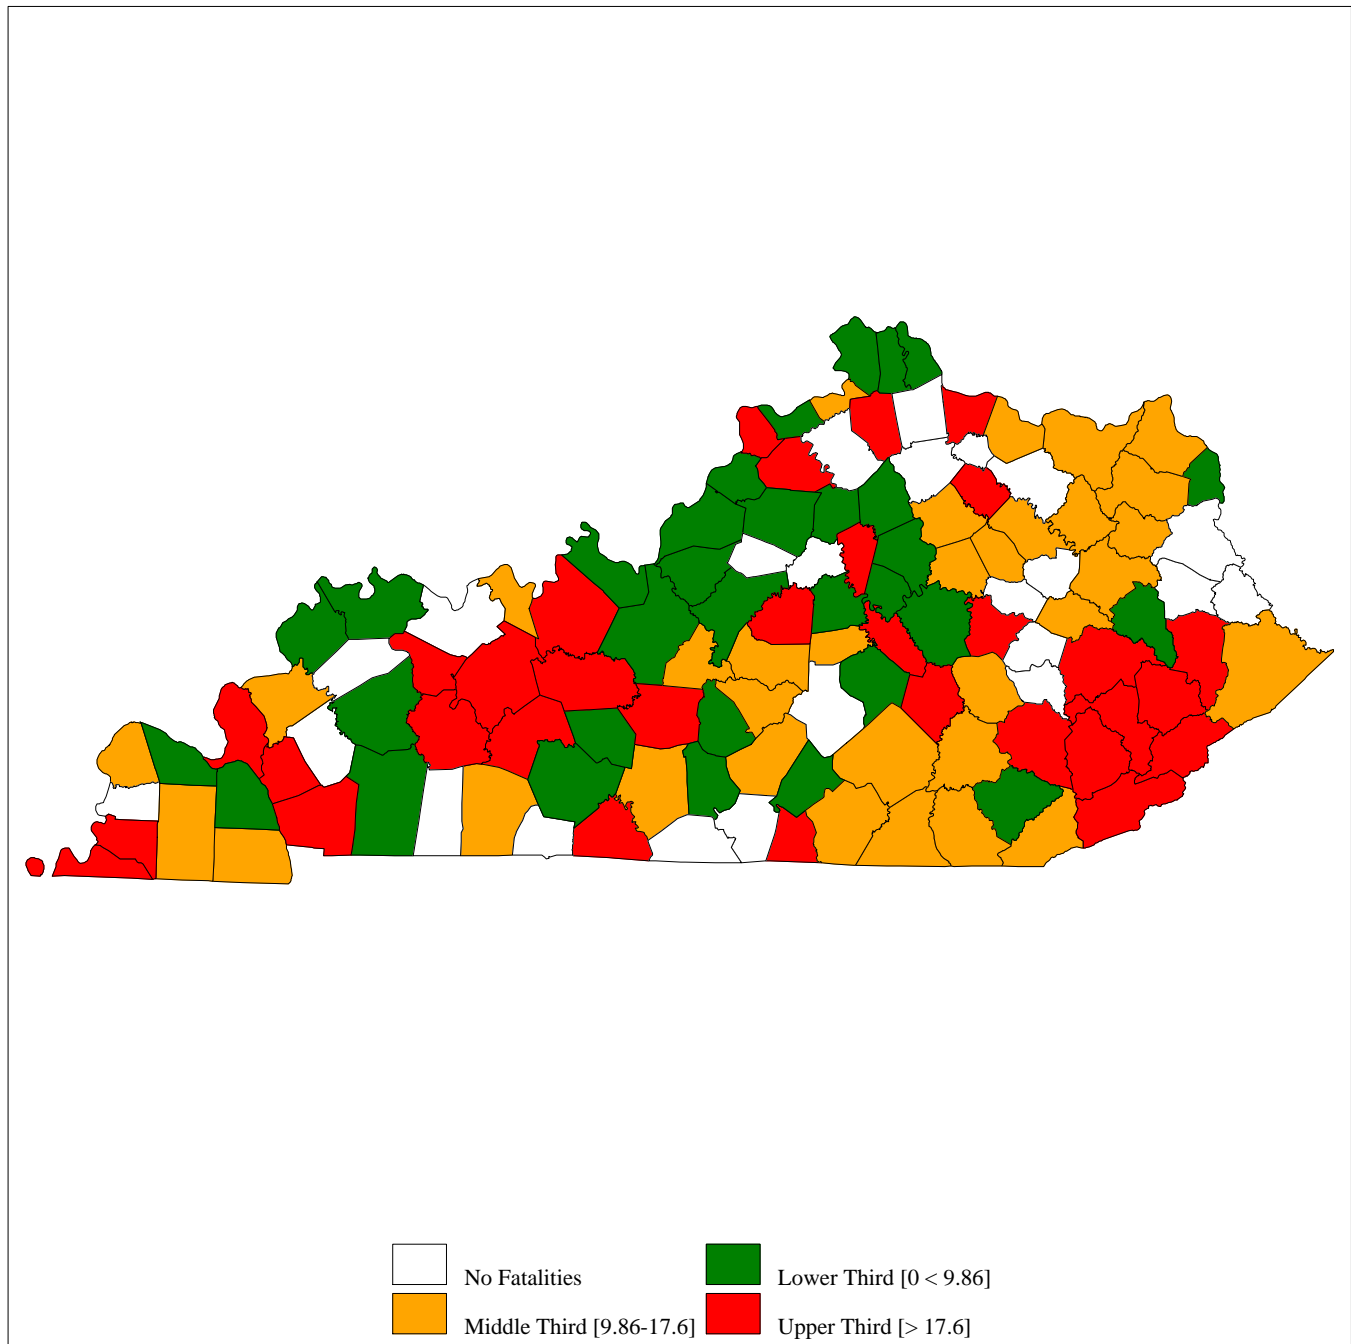 No Fatalities
Lower Third [0 < 9.86]
Middle Third [9.86-17.6]
Upper Third [> 17.6]